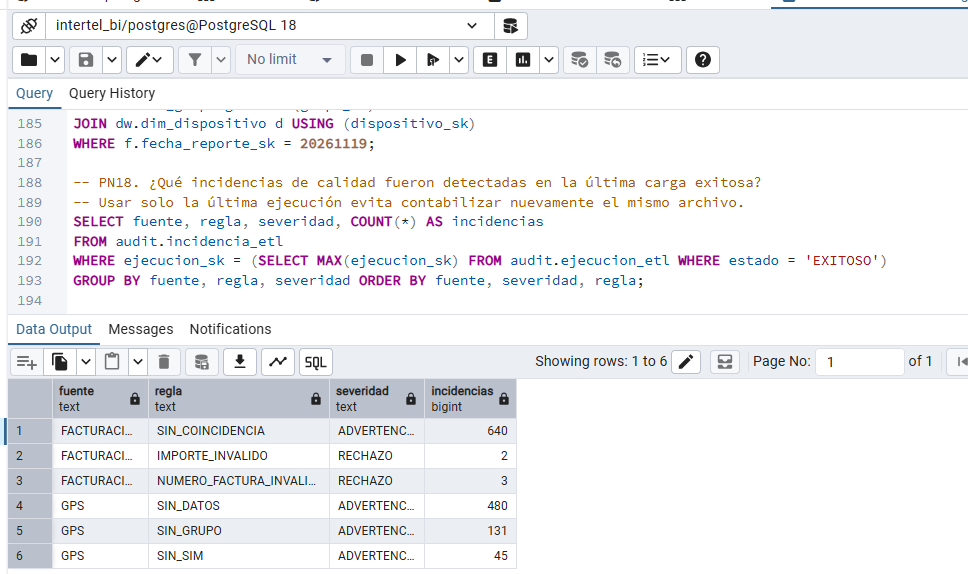 intertel_bi/postgres@PostgreSQL 18
No limit
Query Query History
185 JOIN dw.dim_dispositivo d USING (dispositivo_sk)
186 WHERE f.fecha_reporte_sk = 20261119;
187
188 -- PN18. ¿Qué incidencias de calidad fueron detectadas en la última carga exitosa?
189 -- Usar solo la última ejecución evita contabilizar nuevamente el mismo archivo.
190 SELECT fuente, regla, severidad, COUNT(*) AS incidencias
191 FROM audit.incidencia_etl
192 WHERE ejecucion_sk = (SELECT MAX(ejecucion_sk) FROM audit.ejecucion_etl WHERE estado = 'EXITOSO')
193 GROUP BY fuente, regla, severidad ORDER BY fuente, severidad, regla;
194
Data Output Messages Notifications
SQL Showing rows: 1 to 6 Page No: 1 of 1
fuente regla severidad incidencias
text text text bigint
1 FACTURACI... SIN_COINCIDENCIA ADVERTENC... 640
2 FACTURACI... IMPORTE_INVALIDO RECHAZO 2
3 FACTURACI... NUMERO_FACTURA_INVALI... RECHAZO 3
4 GPS SIN_DATOS ADVERTENC... 480
5 GPS SIN_GRUPO ADVERTENC... 131
6 GPS SIN_SIM ADVERTENC... 45